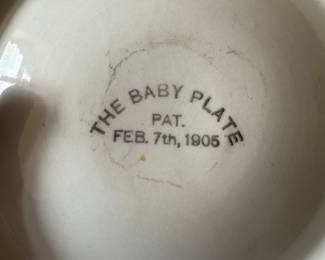 THE BABY PLATE
PAT.
FEB. 7th, 1905